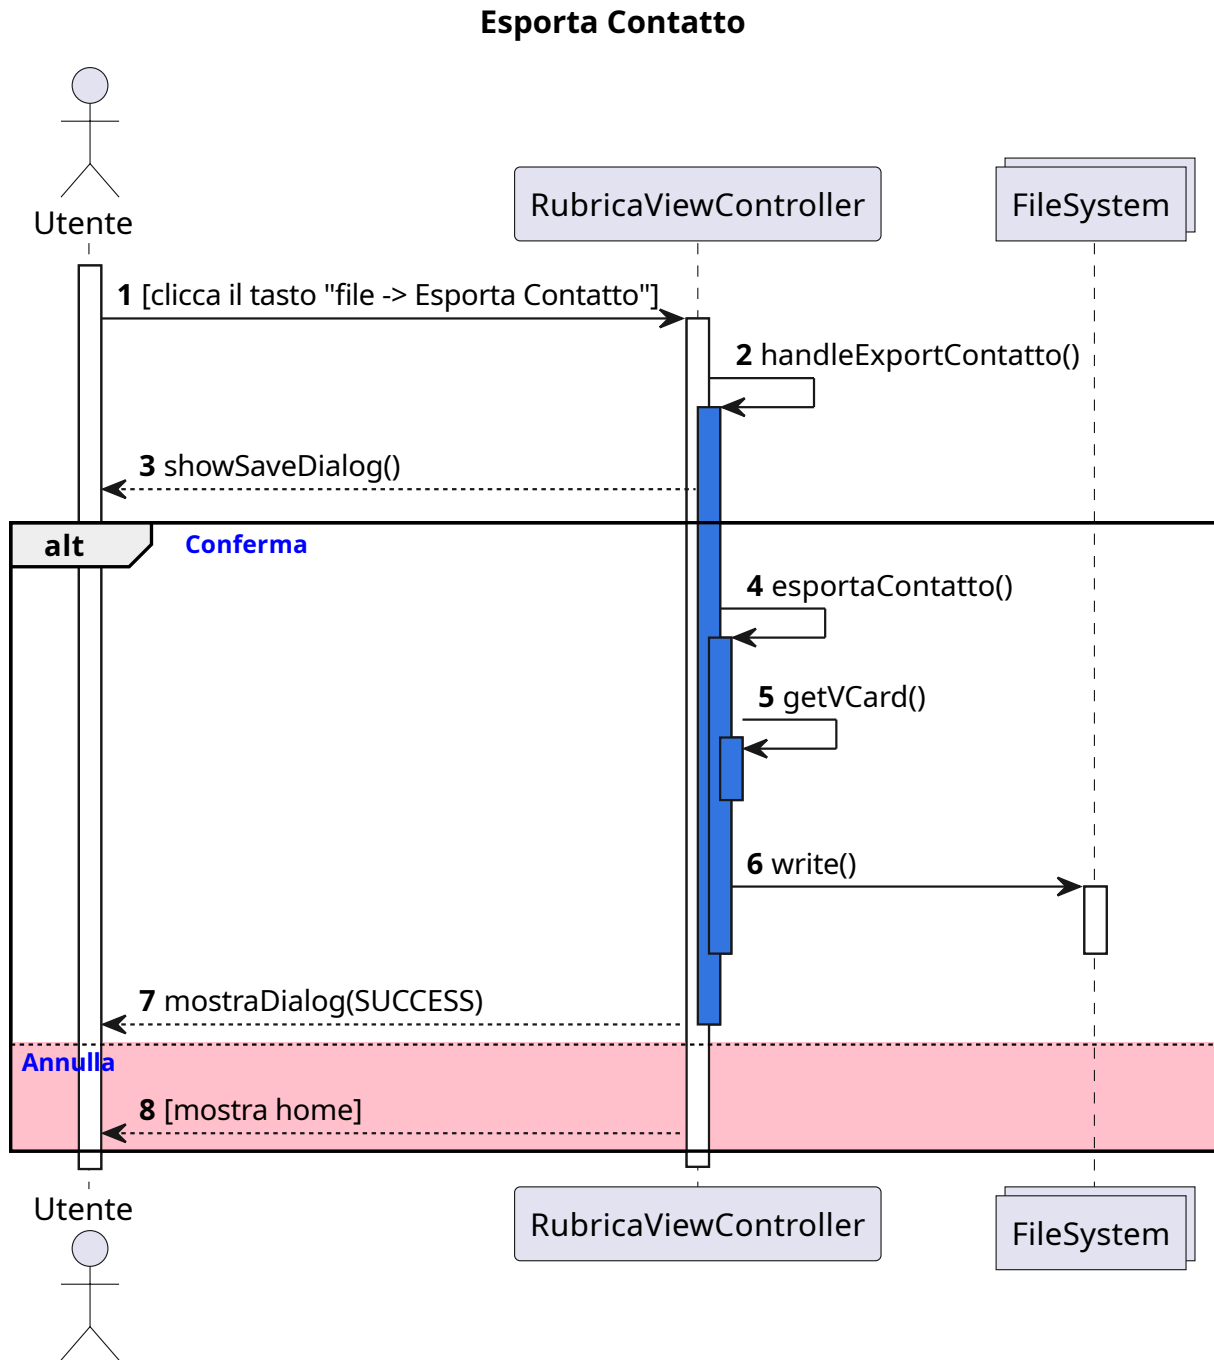 Esporta Contatto
Utente
RubricaViewController
FileSystem
1 [clicca il tasto "file -> Esporta Contatto"]
2 handleExportContatto()
3 showSaveDialog()
alt
Conferma
4 esportaContatto()
5 getVCard()
6 write()
7 mostraDialog(SUCCESS)
Annulla
8 [mostra home]
Utente
RubricaViewController
FileSystem